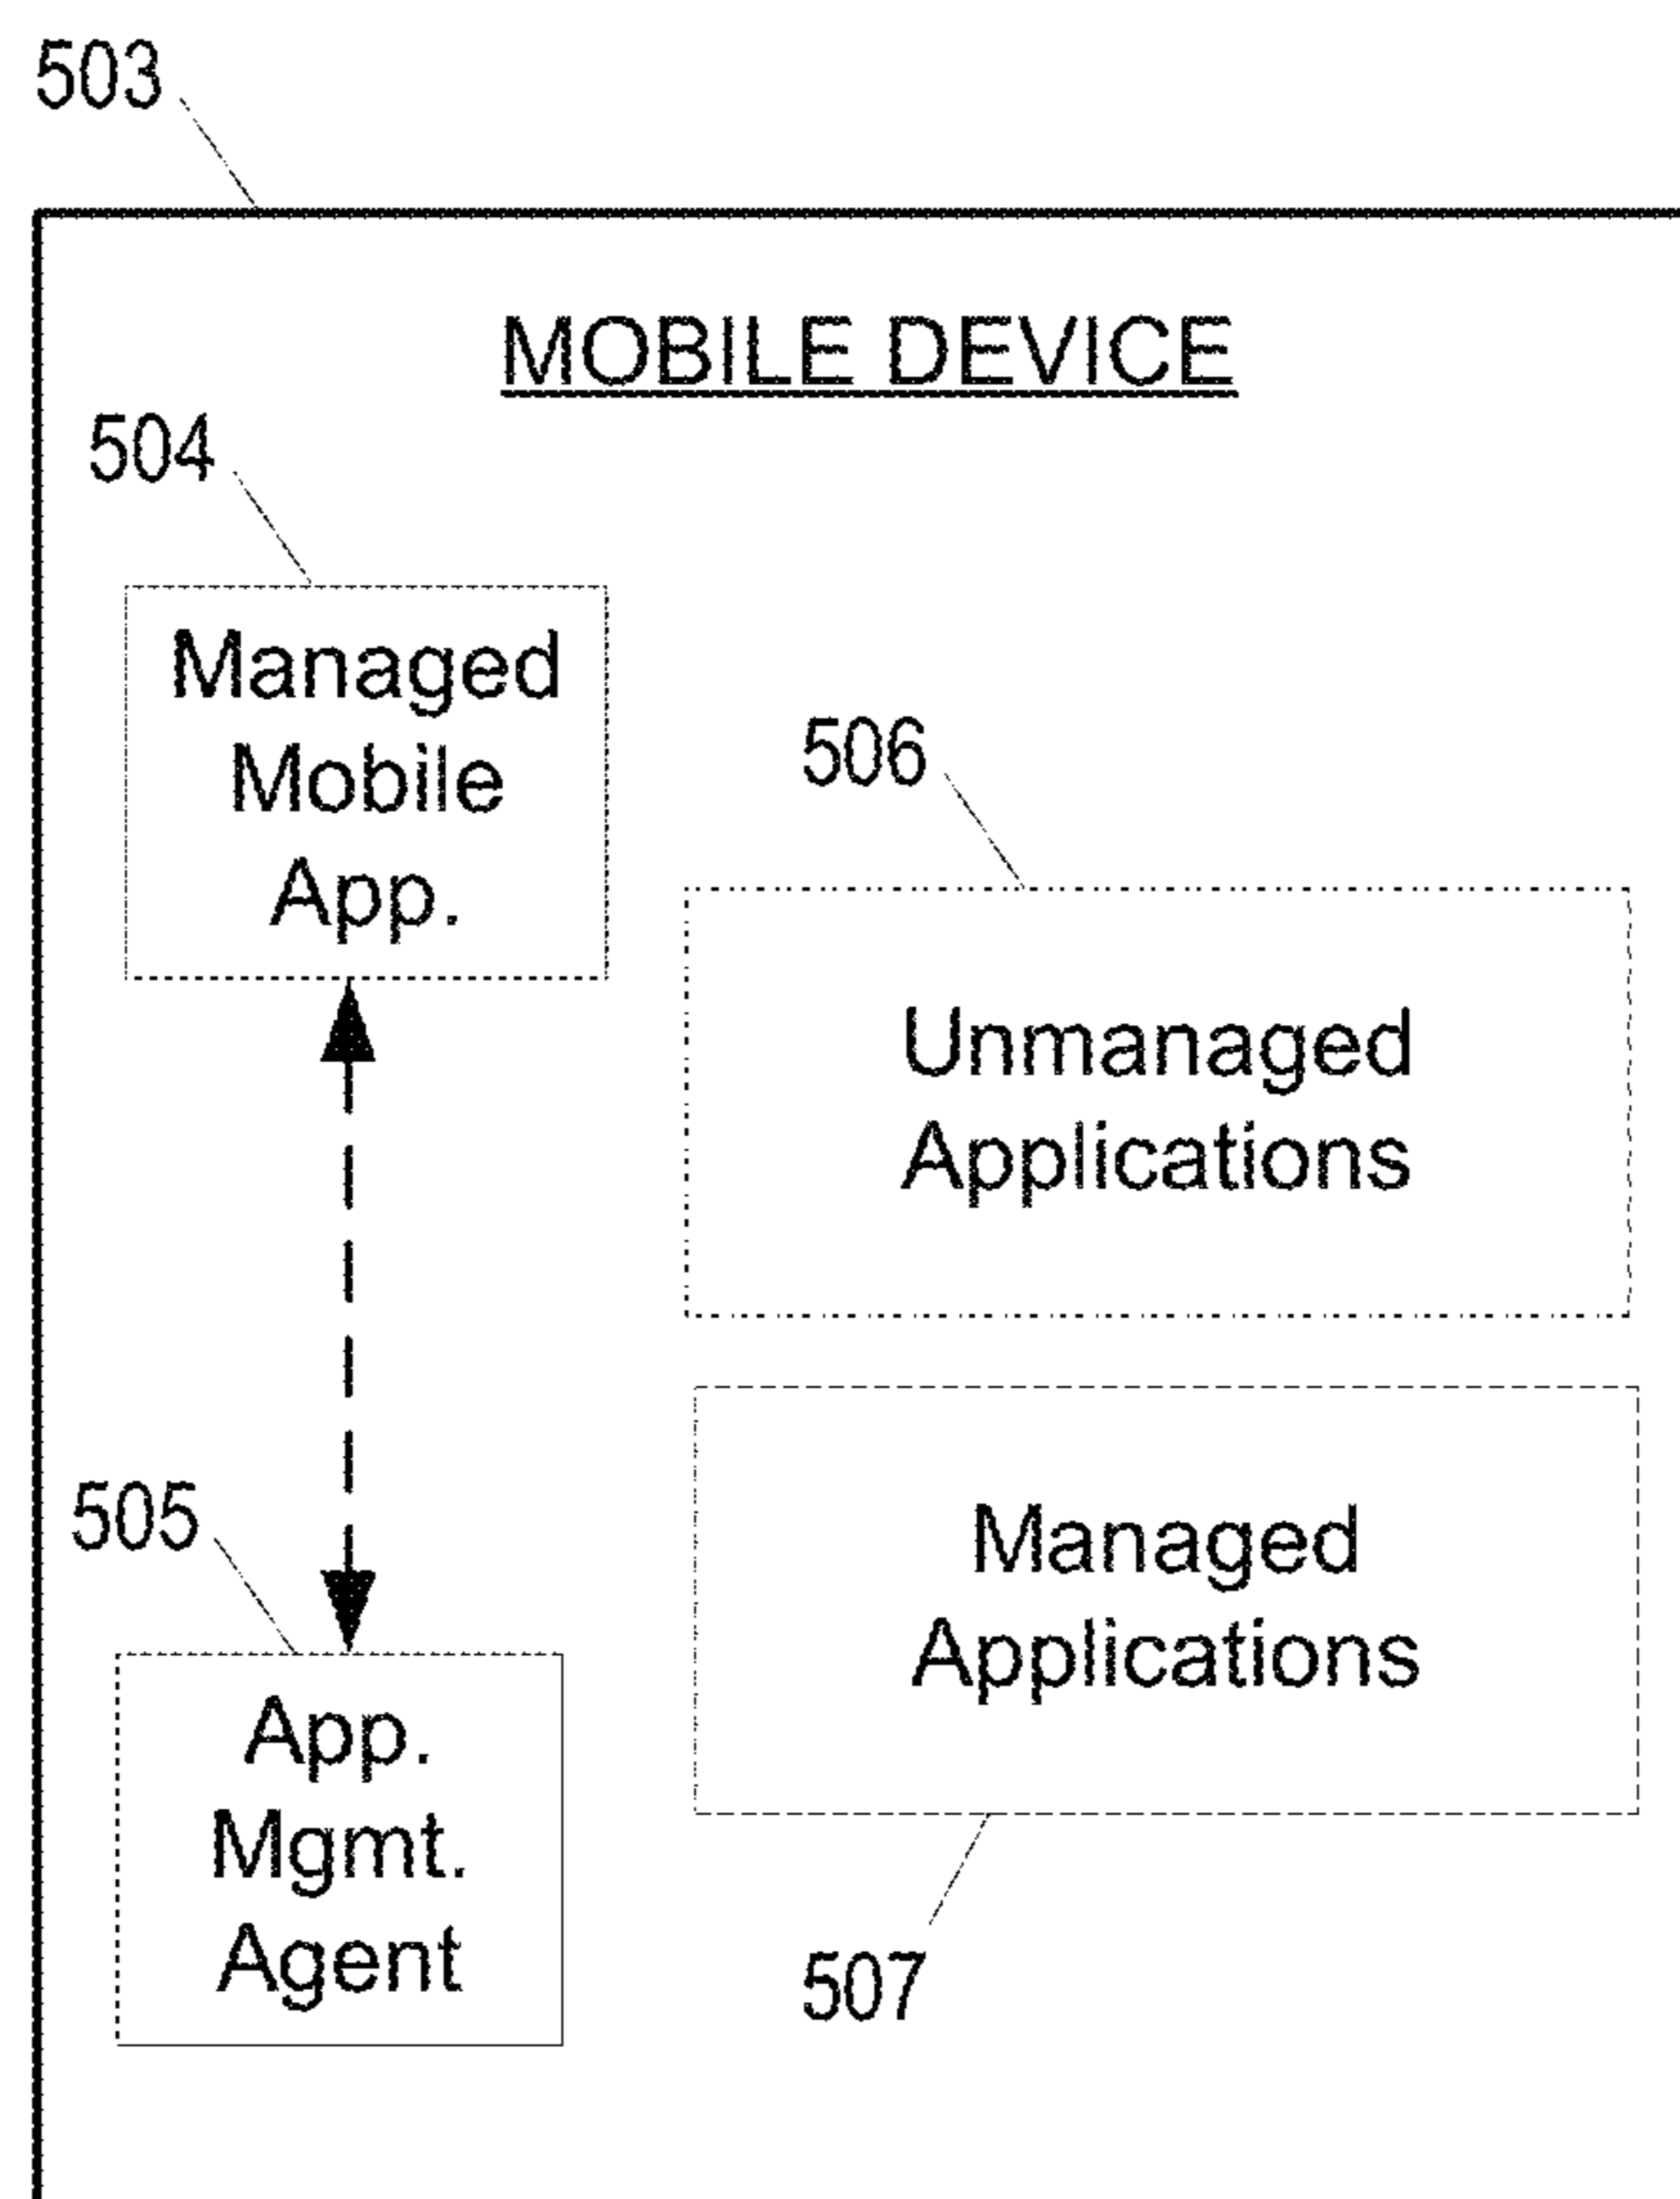 503
MOBILE DEVICE
504
Managed
Mobile
App.
506
Unmanaged
Applications
505
Managed
Applications
App.
Mgmt.
Agent
507